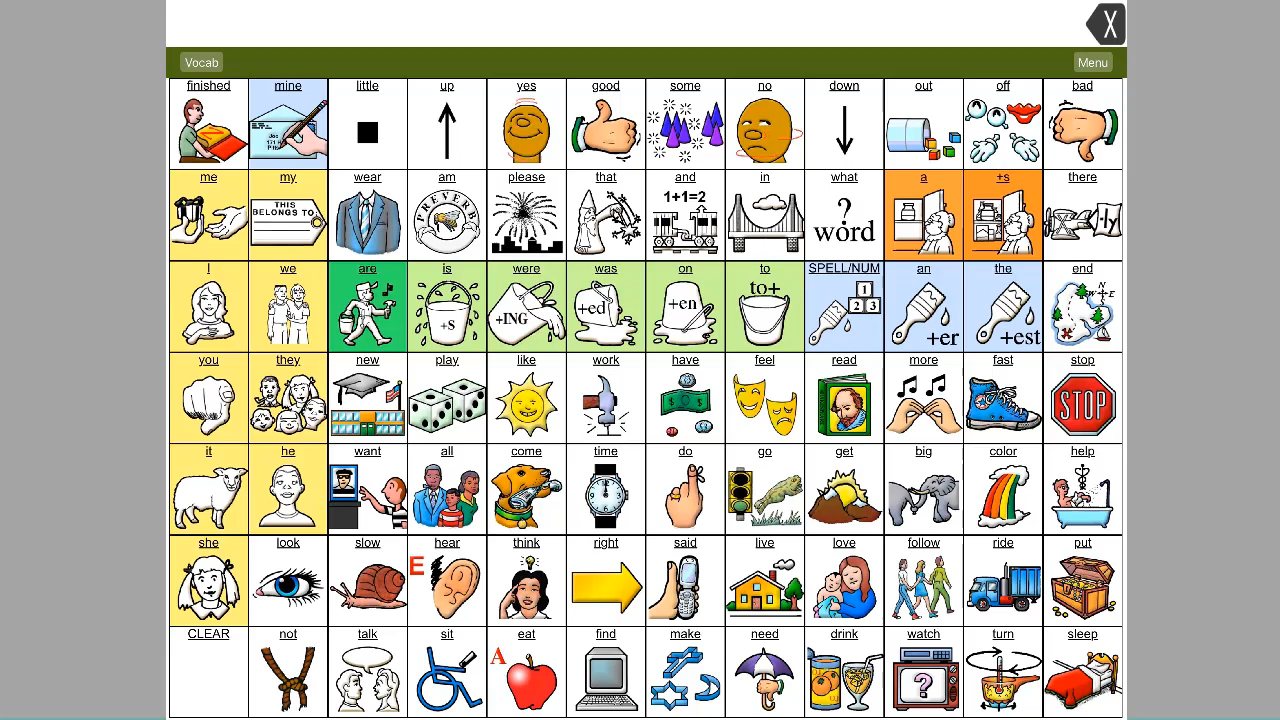 X
Vocab Menu
finished mine little up yes good some no down out off bad
me my wear am please that and in what a +s there
THIS BELONGS TO PREVERB 1+1=2 ? word -ly
I we are is were was on to SPELL/NUM an the end
+S +ING +ed +en to+ 1 2 3 +er +est N W E
you they new play like work have feel read more fast stop
STOP
it he want all come time do go get big color help
she look slow hear think right said live love follow ride put
E
CLEAR not talk sit eat find make need drink watch turn sleep
A ?